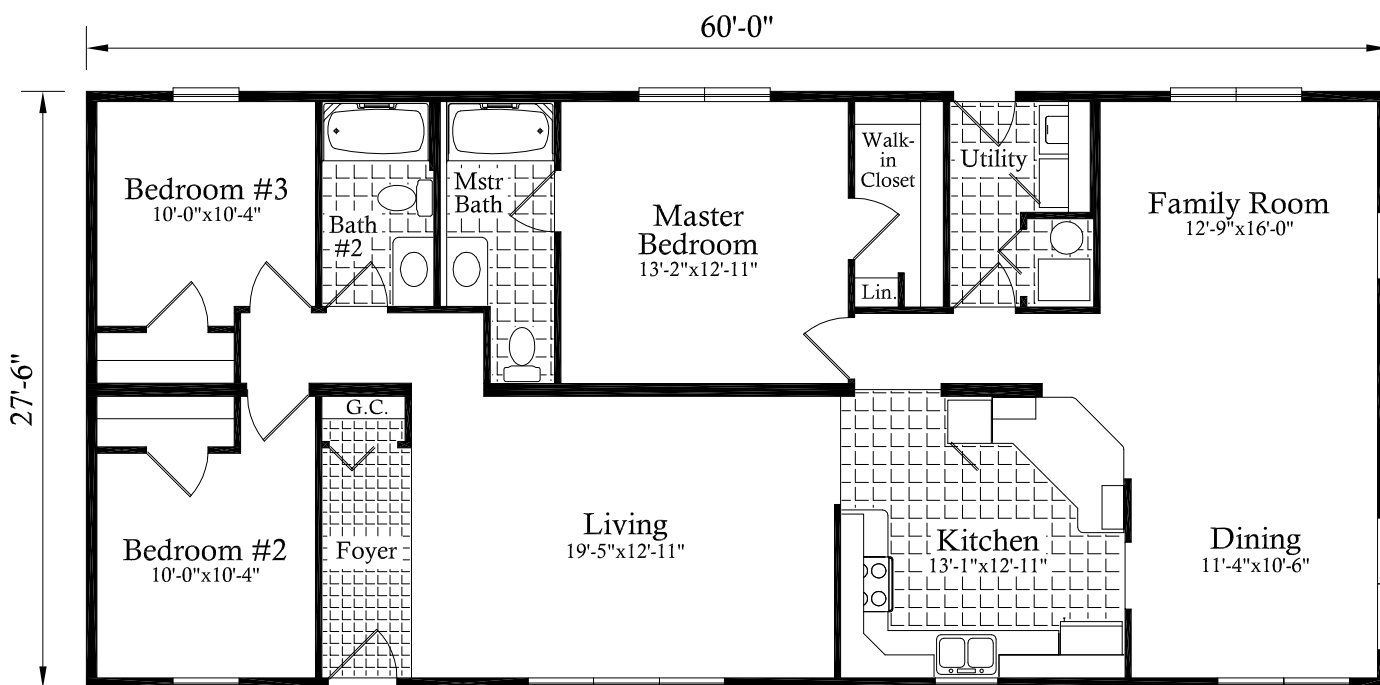 60'-0"
27'-6"
Bedroom #3
10'-0"x10'-4"
Bath
#2
Mstr
Bath
Master
Bedroom
13'-2"x12'-11"
Walk-
in
Closet
Lin.
Utility
Family Room
12'-9"x16'-0"
G.C.
Bedroom #2
10'-0"x10'-4"
Foyer
Living
19'-5"x12'-11"
Kitchen
13'-1"x12'-11"
Dining
11'-4"x10'-6"